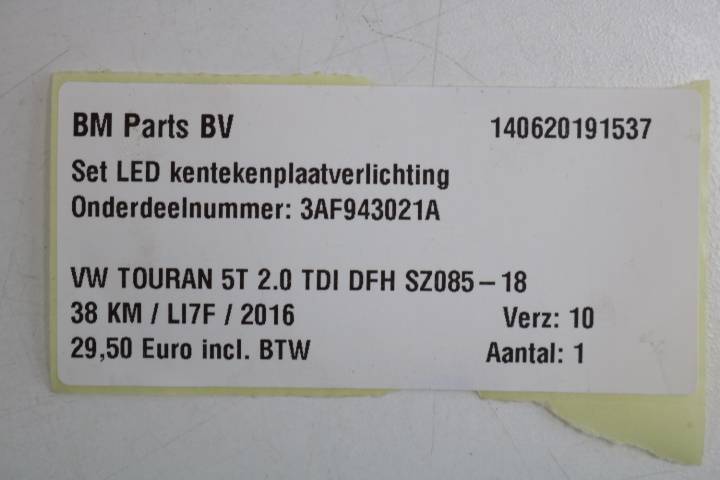 BM Parts BV 140620191537
Set LED kentekenplaatverlichting
Onderdeelnummer: 3AF943021A
VW TOURAN 5T 2.0 TDI DFH SZ085-18
38 KM / LI7F / 2016 Verz: 10
29,50 Euro incl. BTW Aantal: 1